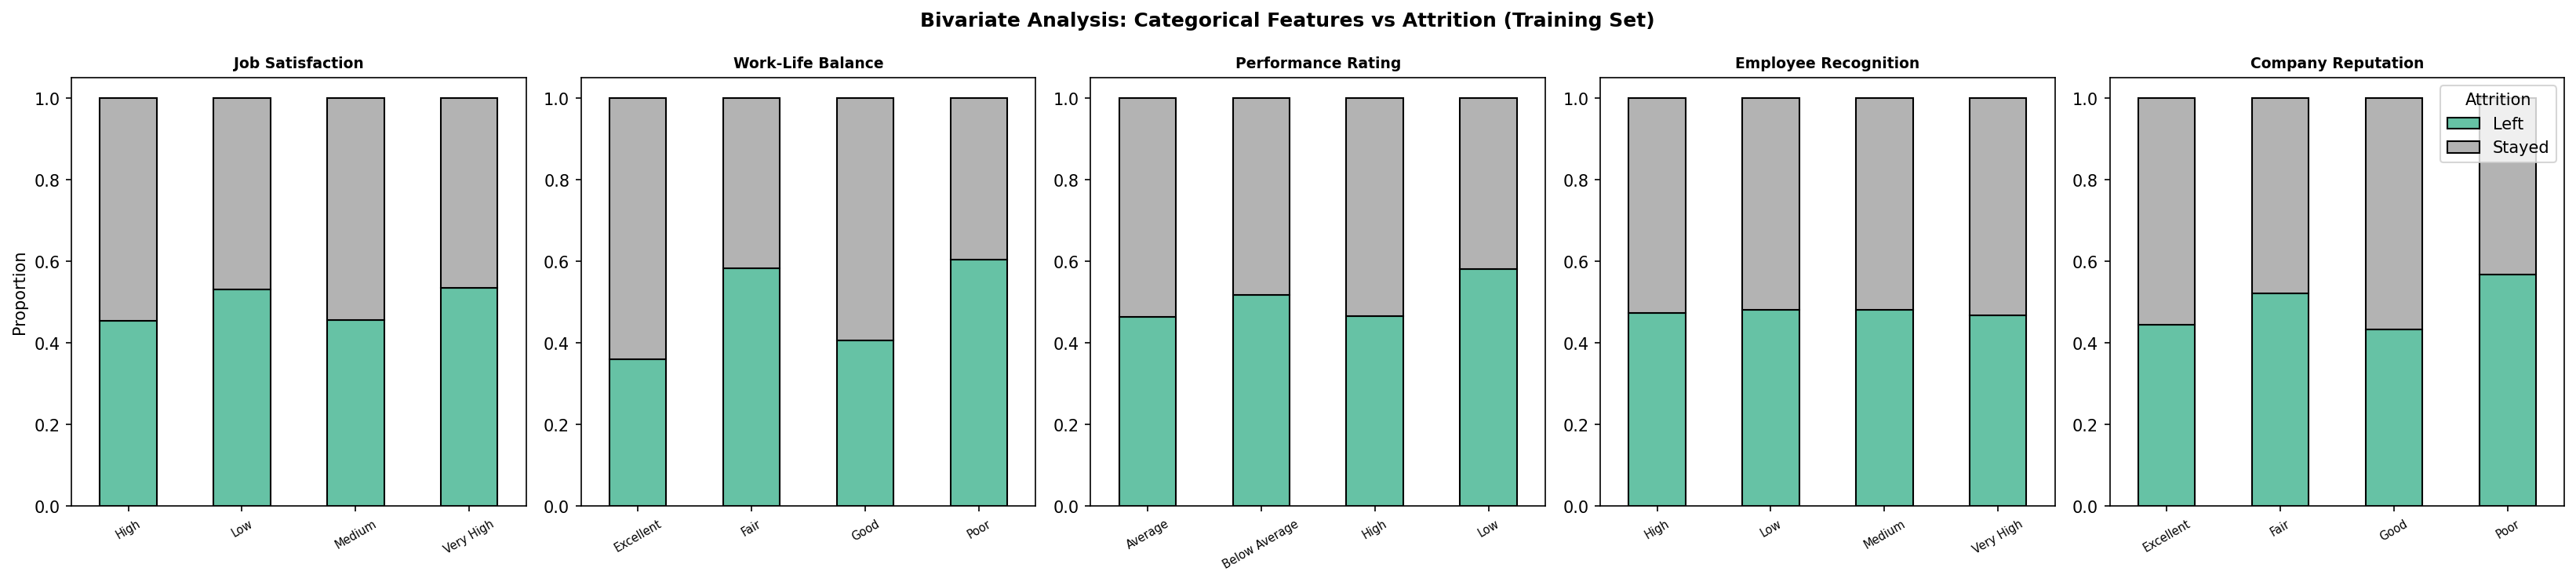 Bivariate Analysis: Categorical Features vs Attrition (Training Set)
Job Satisfaction
Proportion
1.0
0.8
0.6
0.4
0.2
0.0
High
Low
Medium
Very High
Work-Life Balance
1.0
0.8
0.6
0.4
0.2
0.0
Excellent
Fair
Good
Poor
Performance Rating
1.0
0.8
0.6
0.4
0.2
0.0
Average
Below Average
High
Low
Employee Recognition
1.0
0.8
0.6
0.4
0.2
0.0
High
Low
Medium
Very High
Company Reputation
1.0
0.8
0.6
0.4
0.2
0.0
Excellent
Fair
Good
Poor
Attrition
Left
Stayed